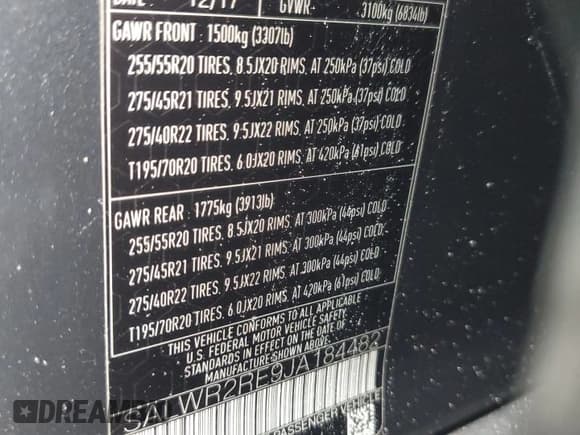 DATE 12/17 GVWR- 3100kg (6834lb)
GAWR FRONT : 1500kg (3307lb)
255/55R20 TIRES. 8.5JX20 RIMS. AT 250kPa (37psi) COLD
275/45R21 TIRES. 9.5JX21 RIMS. AT 250kPa (37psi) COLD
275/40R22 TIRES. 9.5JX22 RIMS. AT 250kPa (37psi) COLD
T195/70R20 TIRES. 6.0JX20 RIMS. AT 420kPa (61psi) COLD
GAWR REAR : 1775kg (3913lb)
255/55R20 TIRES. 8.5JX20 RIMS. AT 300kPa (44psi) COLD
275/45R21 TIRES. 9.5JX21 RIMS. AT 300kPa (44psi) COLD
275/40R22 TIRES. 9.5JX22 RIMS. AT 300kPa (44psi) COLD
T195/70R20 TIRES. 6.0JX20 RIMS. AT 420kPa (61psi) COLD
THIS VEHICLE CONFORMS TO ALL APPLICABLE
U.S. FEDERAL MOTOR VEHICLE SAFETY.
STANDARDS IN EFFECT ON THE DATE OF
MANUFACTURE SHOWN ABOVE.
SALWR2RE9JA184482
PASSENGER VEHICLE
DREAMBID